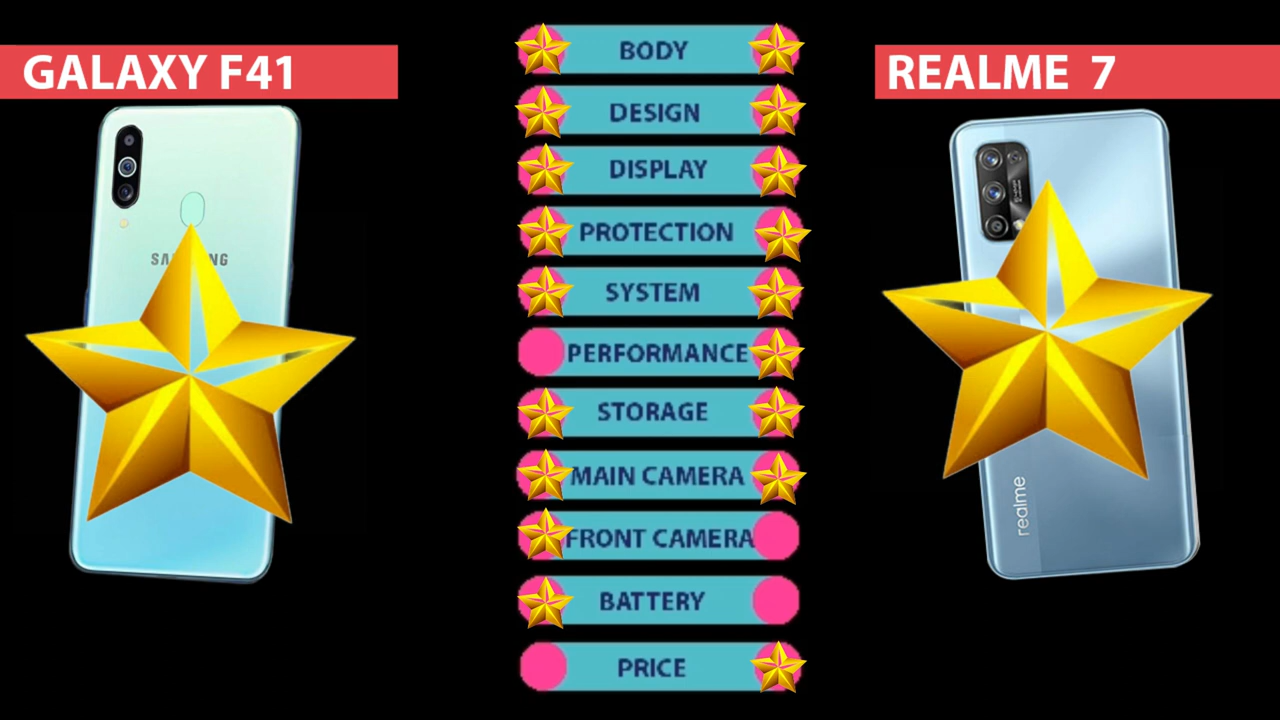 GALAXY F41
REALME 7
BODY
DESIGN
DISPLAY
PROTECTION
SYSTEM
PERFORMANCE
STORAGE
MAIN CAMERA
FRONT CAMERA
BATTERY
PRICE
realme